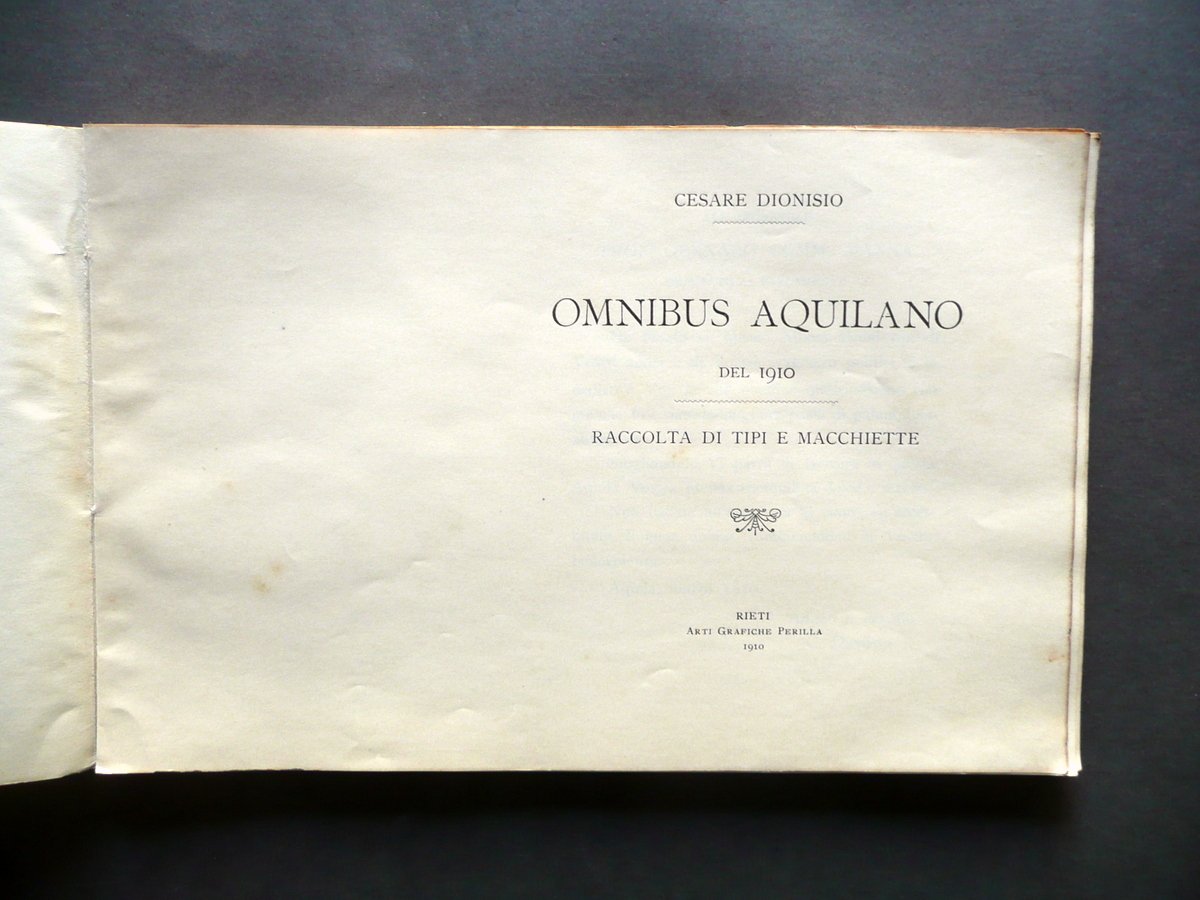 CESARE DIONISIO
OMNIBUS AQUILANO
DEL 1910
RACCOLTA DI TIPI E MACCHIETTE
RIETI
ARTI GRAFICHE PERILLA
1910